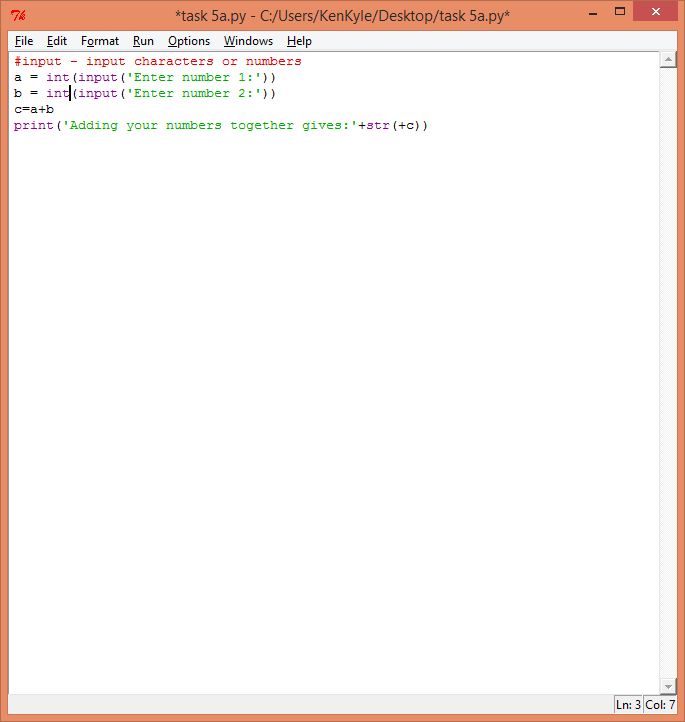 *task 5a.py - C:/Users/KenKyle/Desktop/task 5a.py*
File Edit Format Run Options Windows Help
#input - input characters or numbers
a = int(input('Enter number 1:'))
b = int(input('Enter number 2:'))
c=a+b
print('Adding your numbers together gives:'+str(+c))
Ln: 3 Col: 7